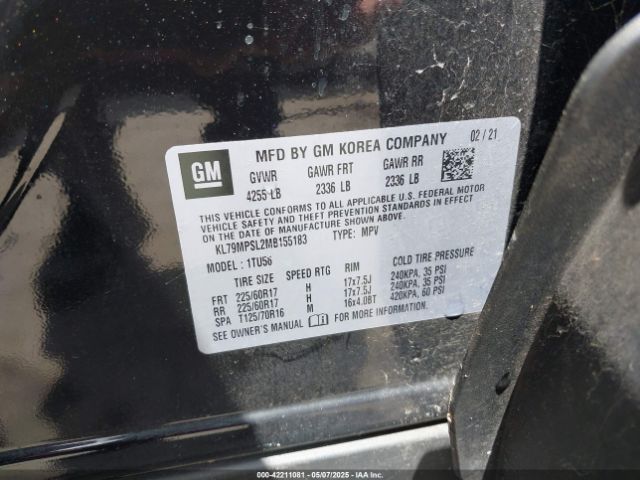 GM
MFD BY GM KOREA COMPANY 02 / 21
GVWR GAWR FRT GAWR RR
4255 LB 2336 LB 2336 LB
THIS VEHICLE CONFORMS TO ALL APPLICABLE U.S. FEDERAL MOTOR
VEHICLE SAFETY AND THEFT PREVENTION STANDARDS IN EFFECT
ON THE DATE OF MANUFACTURE SHOWN ABOVE.
KL79MPSL2MB155183 TYPE: MPV
MODEL : 1TU56
TIRE SIZE SPEED RTG RIM COLD TIRE PRESSURE
FRT 225/60R17 H 17x7.5J 240KPA, 35 PSI
RR 225/60R17 H 17x7.5J 240KPA, 35 PSI
SPA T125/70R16 M 16x4.0BT 420KPA, 60 PSI
SEE OWNER'S MANUAL FOR MORE INFORMATION.
000-42211081 - 05/07/2025 - IAA Inc.